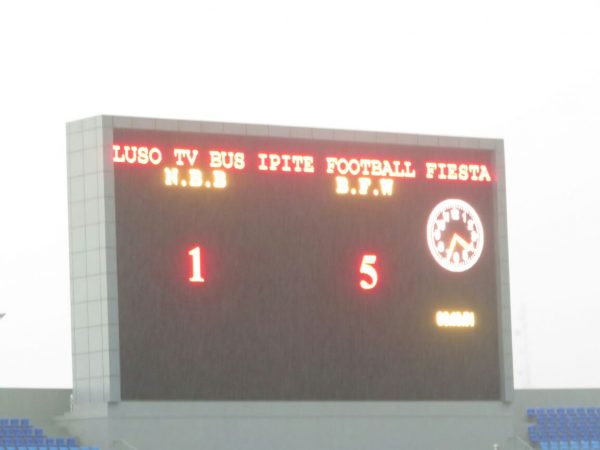 LUSO TV BUS IPITE FOOTBALL FIESTA
N.B.B B.F.W
1 5